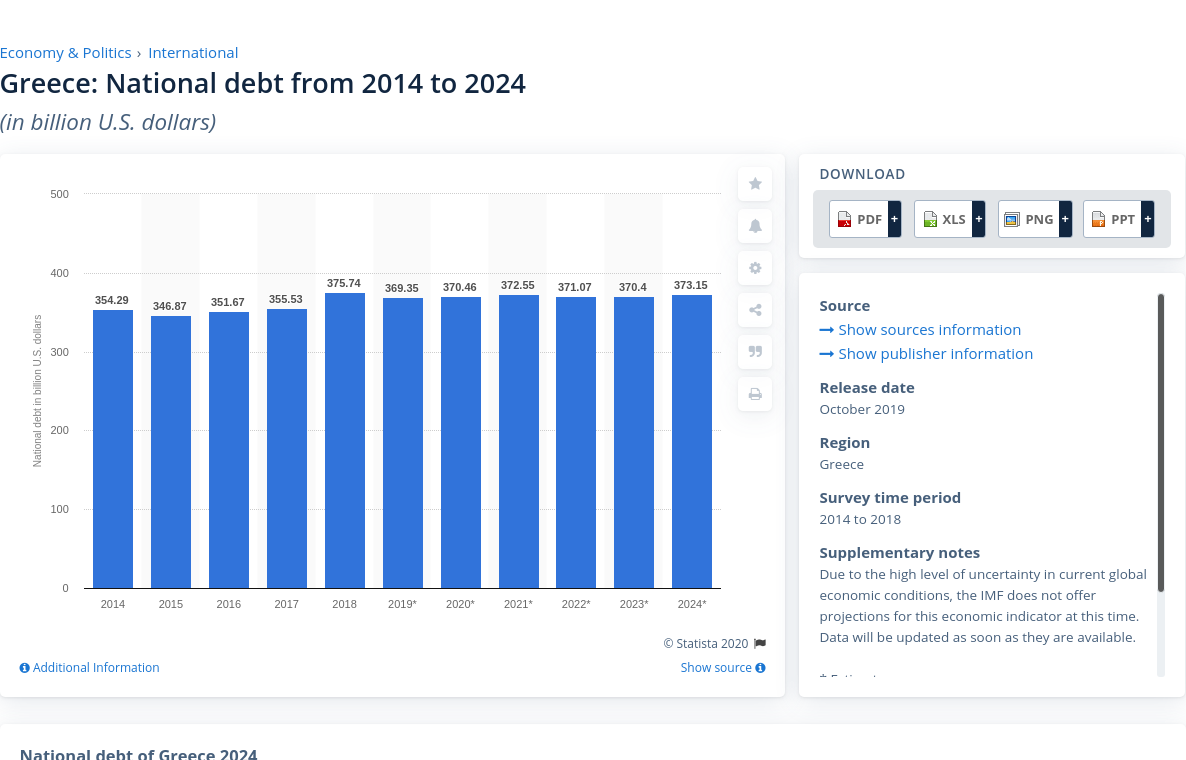 Economy & Politics › International
Greece: National debt from 2014 to 2024
(in billion U.S. dollars)
National debt in billion U.S. dollars
500
400
300
200
100
0
354.29
346.87
351.67
355.53
375.74
369.35
370.46
372.55
371.07
370.4
373.15
2014
2015
2016
2017
2018
2019*
2020*
2021*
2022*
2023*
2024*
© Statista 2020
Additional Information
Show source
DOWNLOAD
PDF + XLS + PNG + PPT +
Source
Show sources information
Show publisher information
Release date
October 2019
Region
Greece
Survey time period
2014 to 2018
Supplementary notes
Due to the high level of uncertainty in current global
economic conditions, the IMF does not offer
projections for this economic indicator at this time.
Data will be updated as soon as they are available.
National debt of Greece 2024